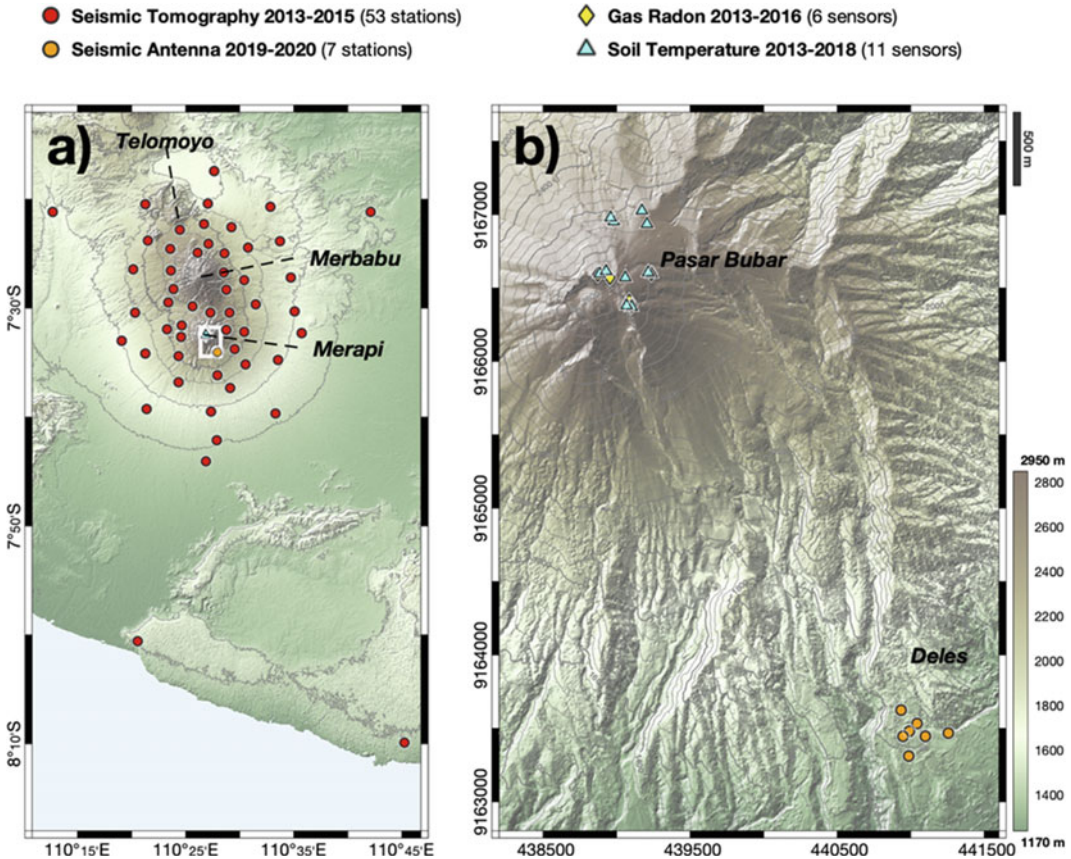 Seismic Tomography 2013-2015 (53 stations)
Gas Radon 2013-2016 (6 sensors)
Seismic Antenna 2019-2020 (7 stations)
Soil Temperature 2013-2018 (11 sensors)
a)
Telomoyo
Merbabu
Merapi
7°30'S
7°50'S
8°10'S
110°15'E
110°25'E
110°35'E
110°45'E
b)
500 m
Pasar Bubar
Deles
9167000
9166000
9165000
9164000
9163000
438500
439500
440500
441500
2950 m
2800
2600
2400
2200
2000
1800
1600
1400
1170 m